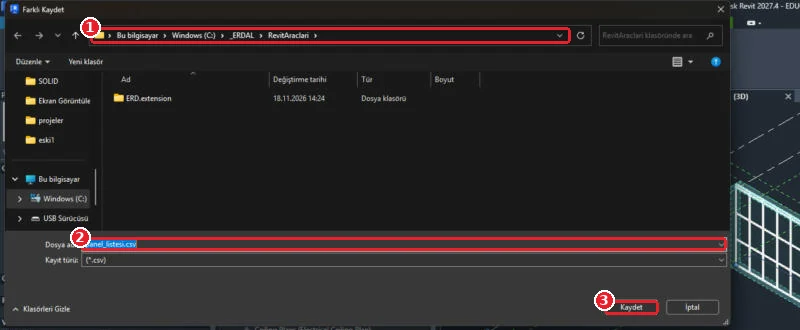 Farklı Kaydet
sk Revit 2027.4 - EDU
1
Bu bilgisayar > Windows (C:) > _ERDAL > RevitAraclari >
RevitAraclari klasöründe ara
Düzenle Yeni klasör
Ad Değiştirme tarihi Tür Boyut
SOLID
ERD.extension 18.11.2026 14:24 Dosya klasörü
(3D)
Ekran Görüntüle
projeler
eski1
Bu bilgisayar
Windows (C:)
USB Sürücüsü
2
Dosya adı: panel_listesi.csv
Kayıt türü: (*.csv)
3
Klasörleri Gizle Kaydet İptal